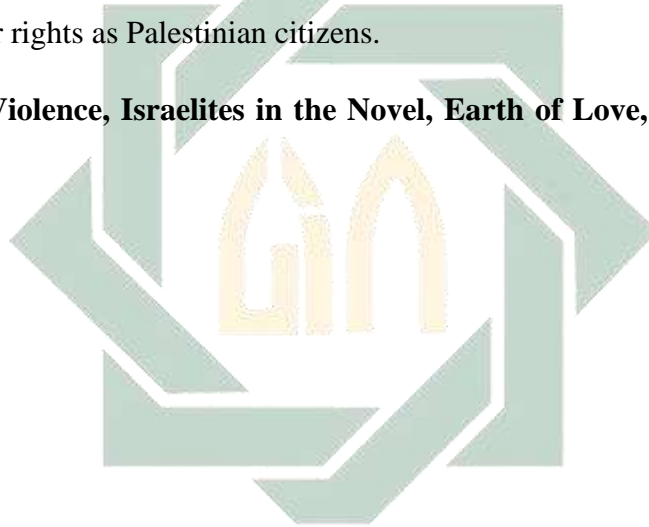 r rights as Palestinian citizens.
Violence, Israelites in the Novel, Earth of Love,